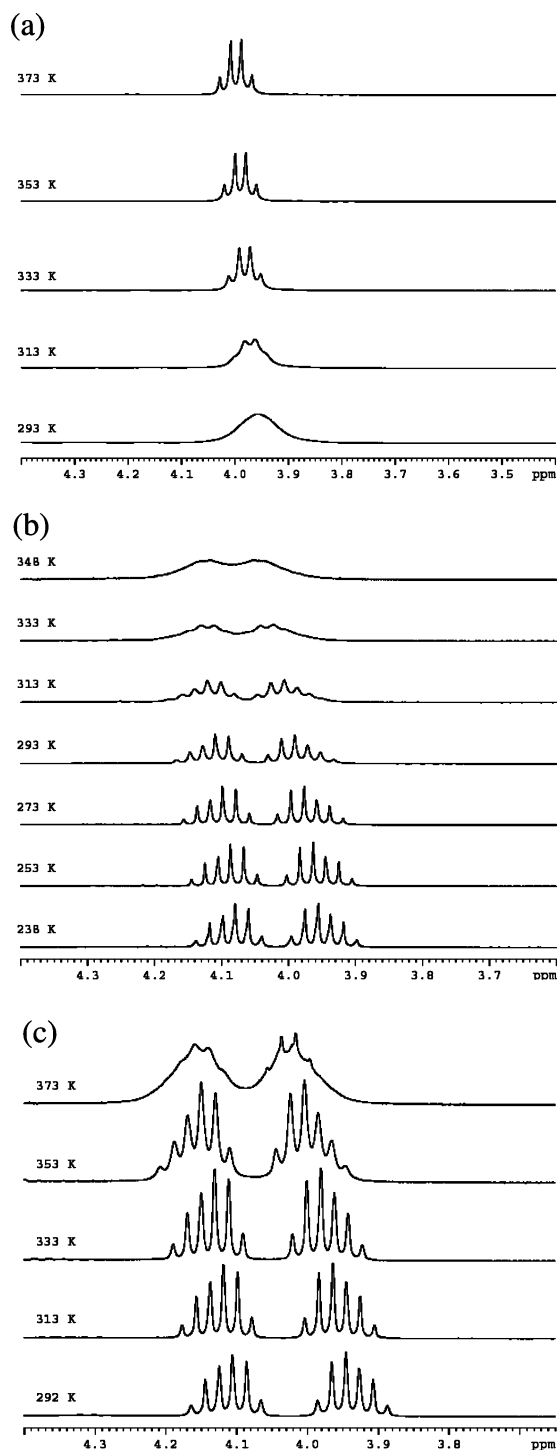 (a)
373 K
353 K
333 K
313 K
293 K
4.3 4.2 4.1 4.0 3.9 3.8 3.7 3.6 3.5 ppm
(b)
348 K
333 K
313 K
293 K
273 K
253 K
238 K
4.3 4.2 4.1 4.0 3.9 3.8 3.7 ppm
(c)
373 K
353 K
333 K
313 K
292 K
4.3 4.2 4.1 4.0 3.9 3.8 ppm